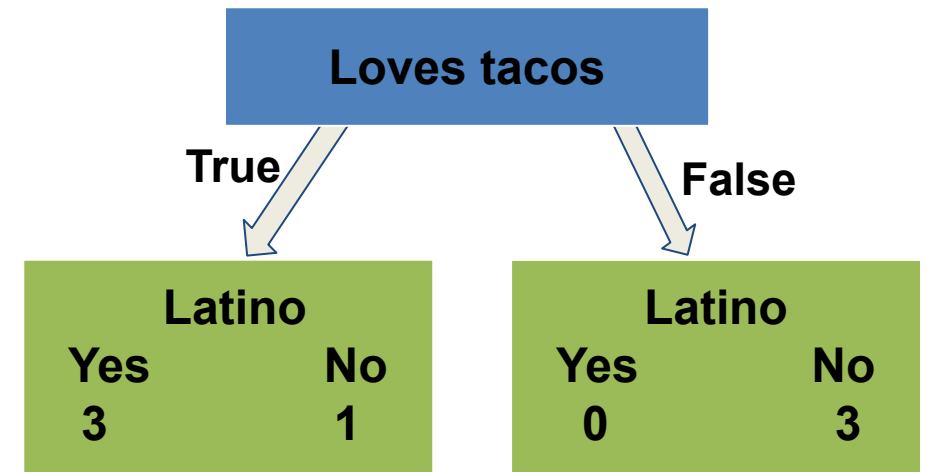 Loves tacos
True
False
Latino
Yes No
3 1
Latino
Yes No
0 3